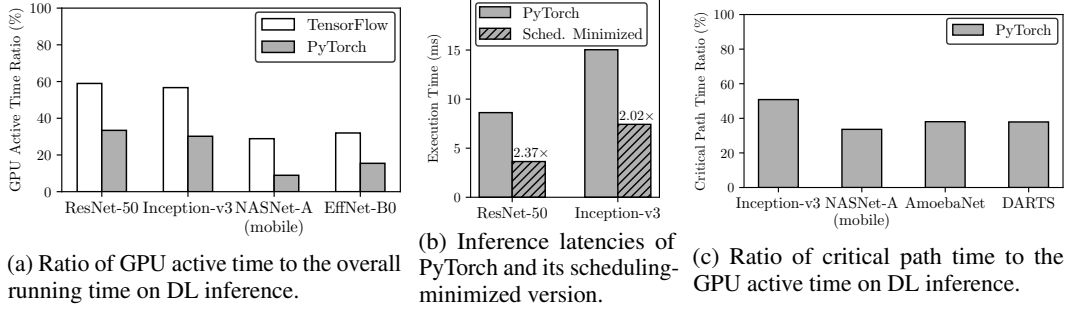 GPU Active Time Ratio (%)
100
80
60
40
20
0
TensorFlow
PyTorch
ResNet-50 Inception-v3 NASNet-A EffNet-B0
(mobile)
(a) Ratio of GPU active time to the overall
running time on DL inference.
Execution Time (ms)
15
10
5
0
PyTorch
Sched. Minimized
2.37×
2.02×
ResNet-50 Inception-v3
(b) Inference latencies of
PyTorch and its scheduling-
minimized version.
Critical Path Time Ratio (%)
100
80
60
40
20
0
PyTorch
Inception-v3 NASNet-A AmoebaNet DARTS
(mobile)
(c) Ratio of critical path time to the
GPU active time on DL inference.